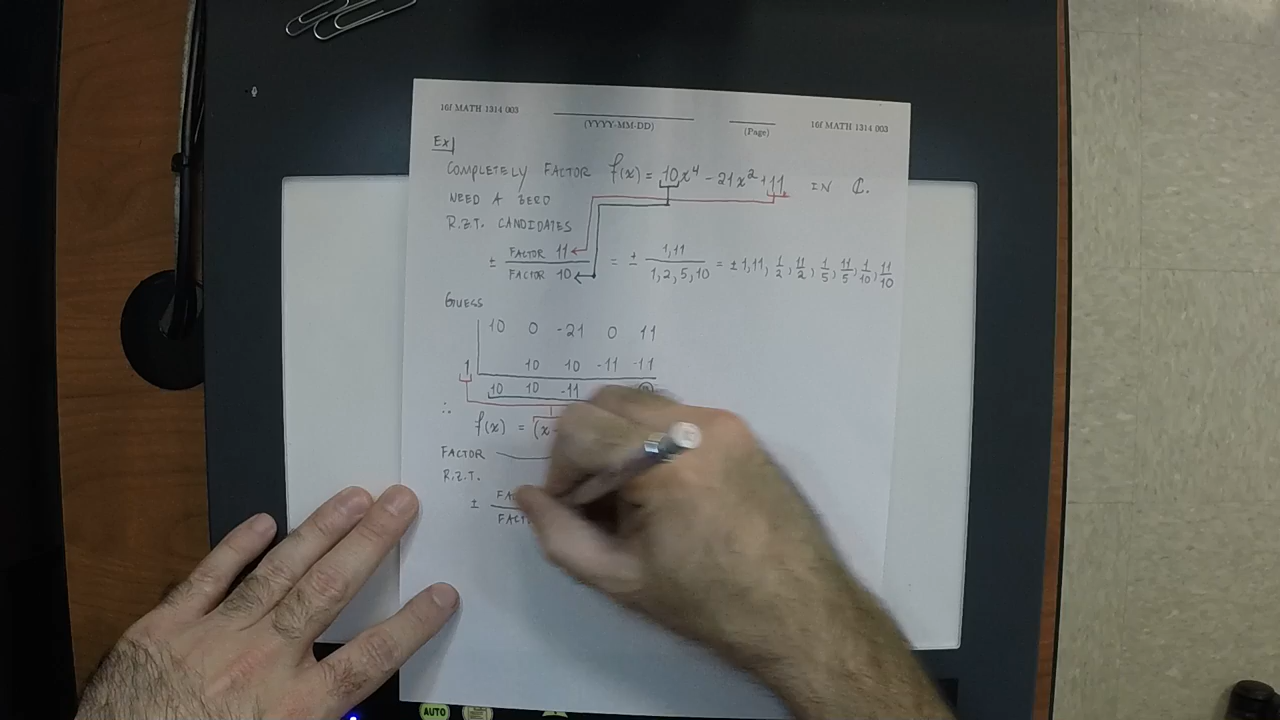 16f MATH 1314 003 (YYYY-MM-DD) (Page) 16f MATH 1314 003
Ex
COMPLETELY FACTOR f(x) = 10x⁴ - 21x² + 11 IN ℂ.
NEED A ZERO
R.Z.T. CANDIDATES
± FACTOR 11 / FACTOR 10 = ± 1, 11 / 1, 2, 5, 10 = ± 1, 11, 1/2, 11/2, 1/5, 11/5, 1/10, 11/10
GUESS
10 0 -21 0 11
1 10 10 -11 -11
10 10 -11
∴ f(x) = (x-
FACTOR
R.Z.T.
±
AUTO